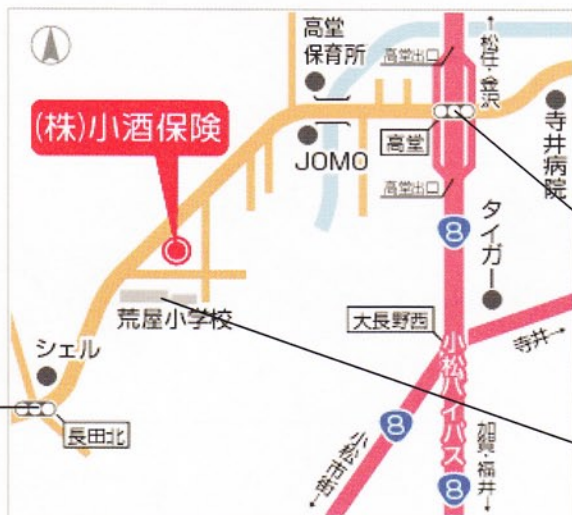 高堂
保育所
高堂出口
↑松任・金沢
(株)小酒保険
JOMO
高堂
寺井病院
高堂出口
8
タイガー
荒屋小学校
大長野西
寺井→
シェル
小松バイパス
長田北
8
小松市街→
加賀・福井→
8